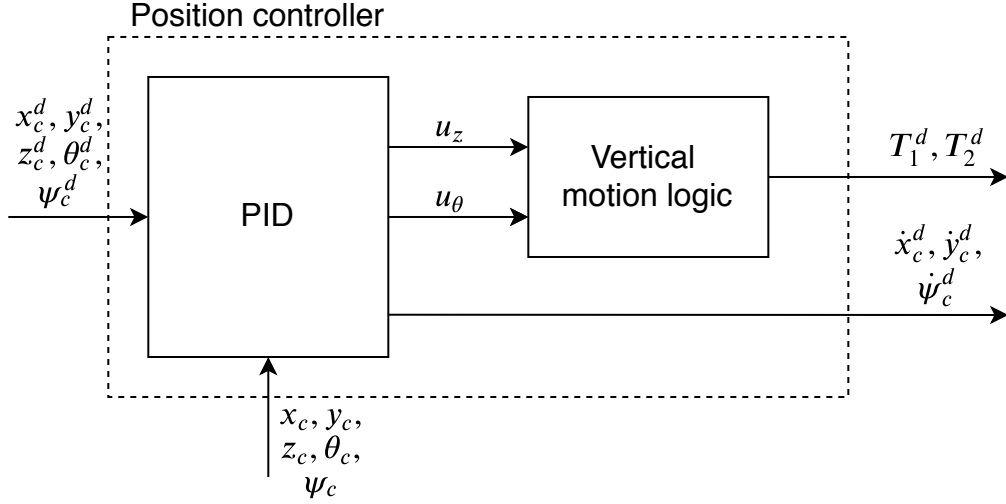 Position controller
x_c^d, y_c^d,
z_c^d, θ_c^d,
ψ_c^d
PID
u_z
u_θ
Vertical
motion logic
T_1^d, T_2^d
ẋ_c^d, ẏ_c^d,
ψ̇_c^d
x_c, y_c,
z_c, θ_c,
ψ_c